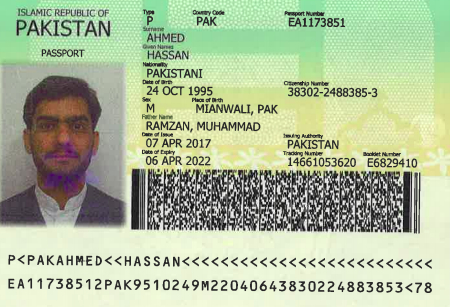 ISLAMIC REPUBLIC OF
PAKISTAN
PASSPORT
Type Country Code Passport Number
P PAK EA1173851
Surname
AHMED
Given Names
HASSAN
Nationality
PAKISTANI
Date of Birth Citizenship Number
24 OCT 1995 38302-2488385-3
Sex Place of Birth
M MIANWALI, PAK
Father Name
RAMZAN, MUHAMMAD
Date of Issue Issuing Authority
07 APR 2017 PAKISTAN
Date of Expiry Tracking Number Booklet Number
06 APR 2022 14661053620 E6829410
P<PAKAHMED<<HASSAN<<<<<<<<<<<<<<<<<<<<<<<<<<
EA11738512PAK9510249M22040643830224883853<78